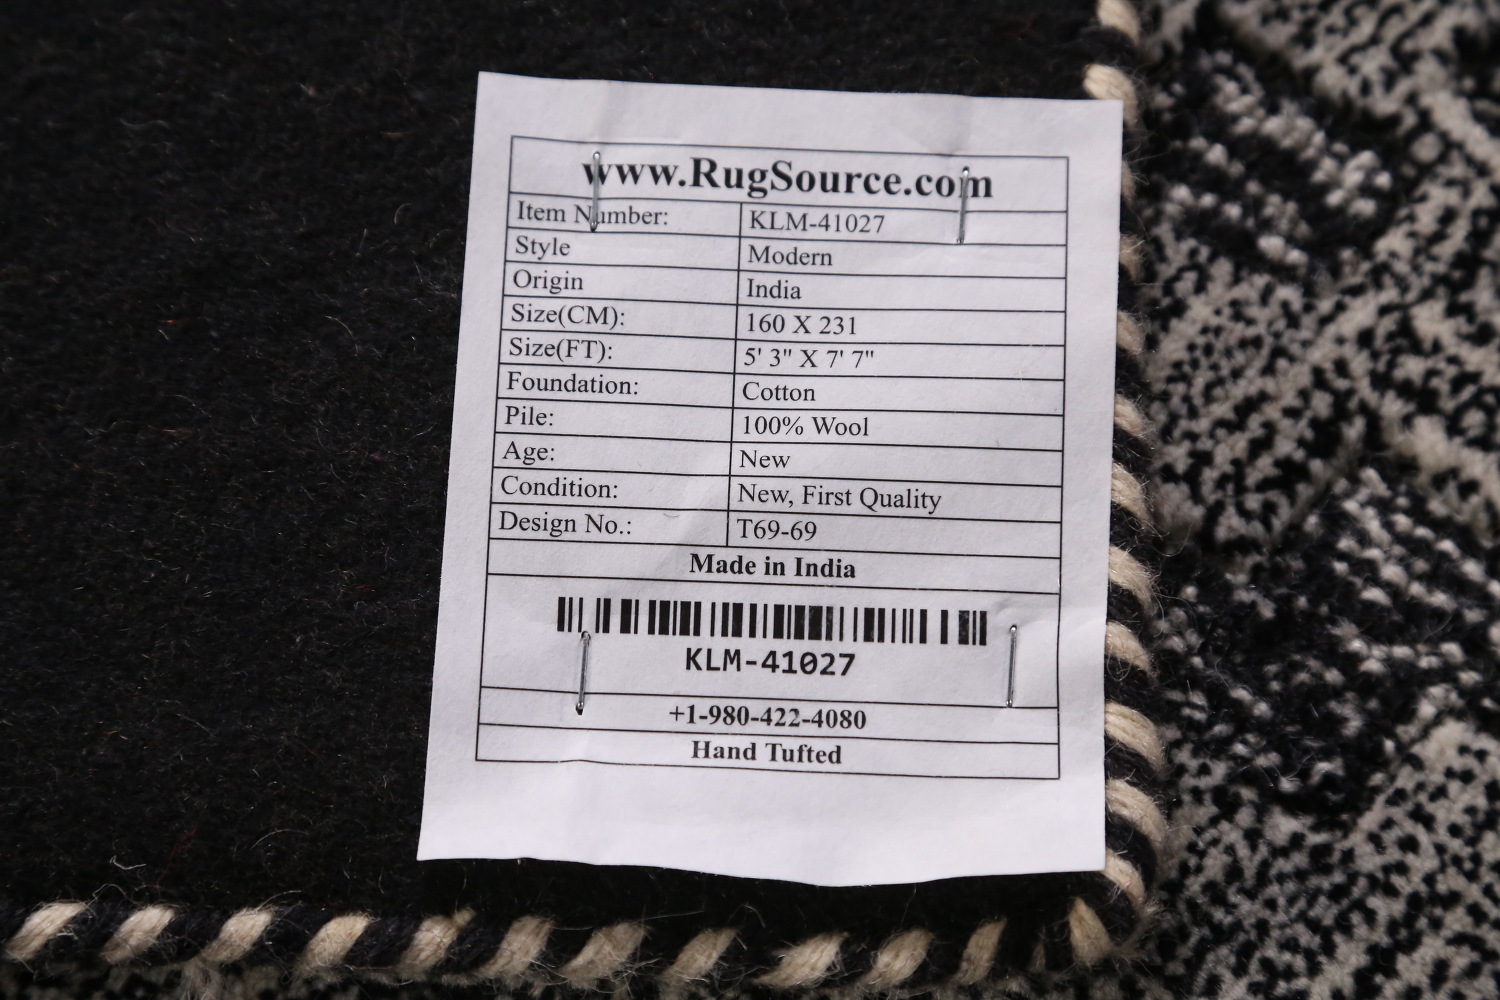 www.RugSource.com
Item Number: KLM-41027
Style Modern
Origin India
Size(CM): 160 X 231
Size(FT): 5' 3" X 7' 7"
Foundation: Cotton
Pile: 100% Wool
Age: New
Condition: New, First Quality
Design No.: T69-69
Made in India
KLM-41027
+1-980-422-4080
Hand Tufted